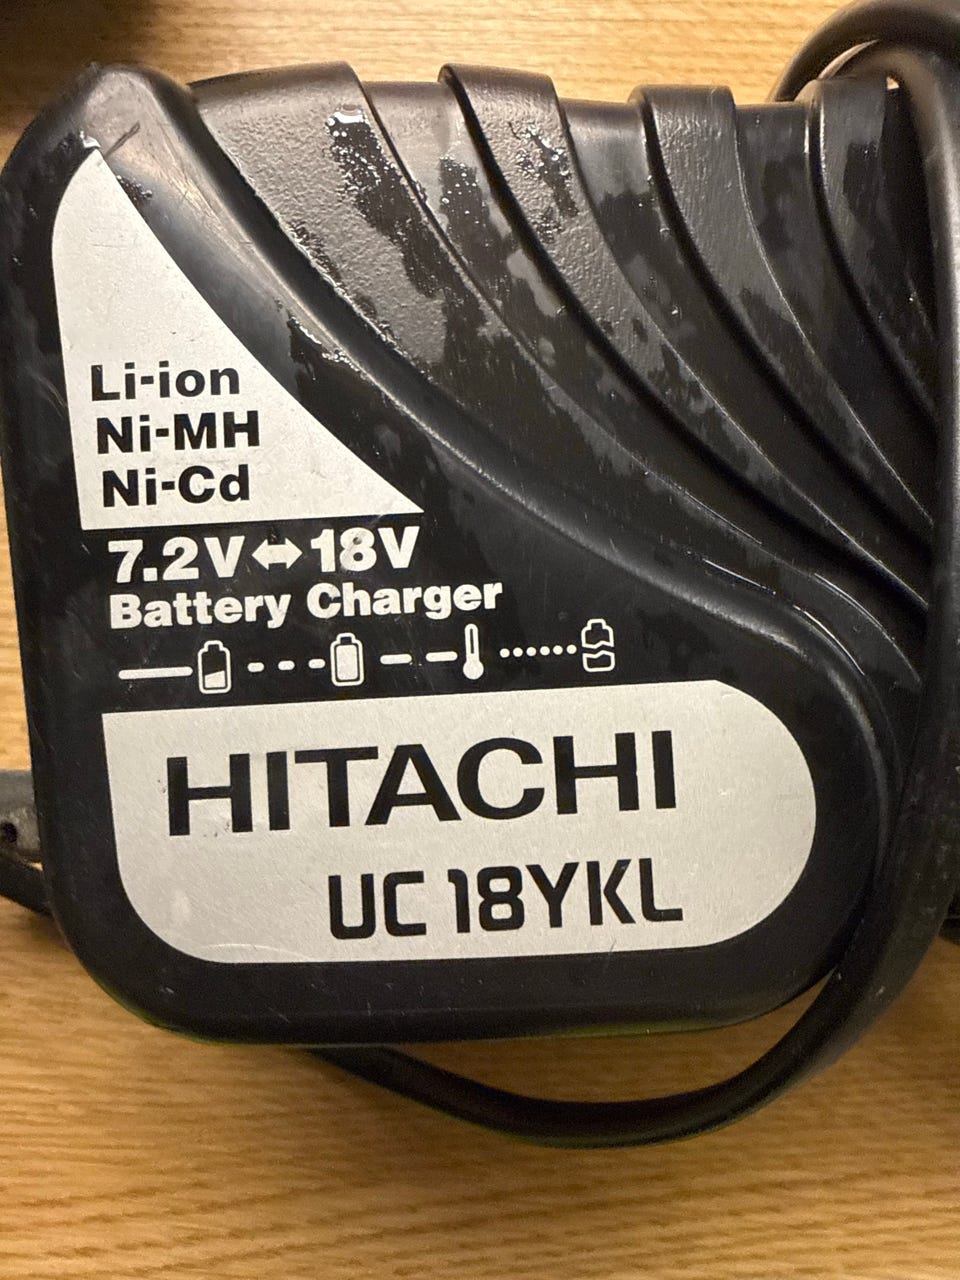 Li-ion
Ni-MH
Ni-Cd
7.2V⬌18V
Battery Charger
HITACHI
UC 18YKL